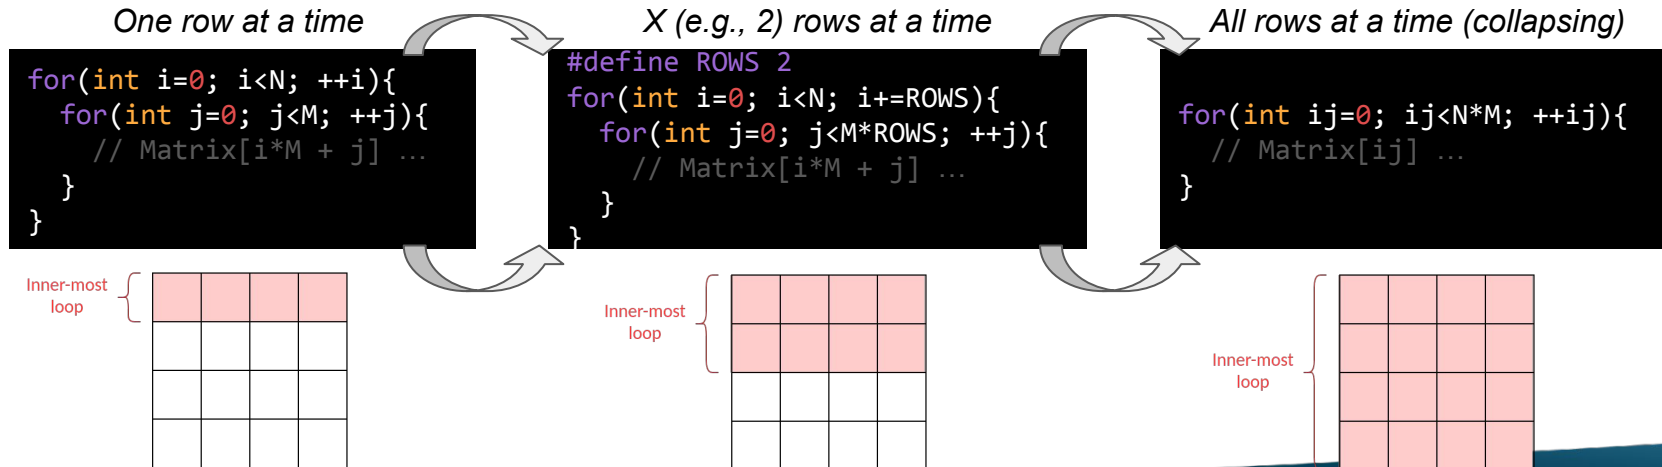 One row at a time
for(int i=0; i<N; ++i){
for(int j=0; j<M; ++j){
// Matrix[i*M + j] …
}
}
Inner-most
loop
X (e.g., 2) rows at a time
#define ROWS 2
for(int i=0; i<N; i+=ROWS){
for(int j=0; j<M*ROWS; ++j){
// Matrix[i*M + j] …
}
}
Inner-most
loop
All rows at a time (collapsing)
for(int ij=0; ij<N*M; ++ij){
// Matrix[ij] …
}
Inner-most
loop